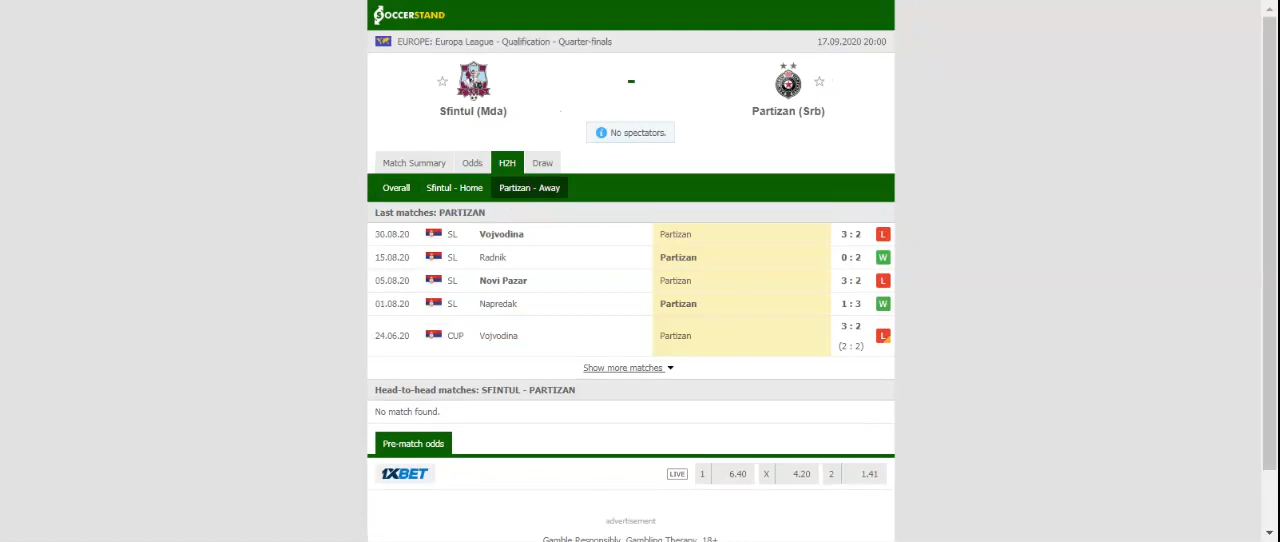 SOCCERSTAND
EUROPE: Europa League - Qualification - Quarter-finals 17.09.2020 20:00
-
Sfintul (Mda) Partizan (Srb)
No spectators.
Match Summary Odds H2H Draw
Overall Sfintul - Home Partizan - Away
Last matches: PARTIZAN
30.08.20 SL Vojvodina Partizan 3 : 2 L
15.08.20 SL Radnik Partizan 0 : 2 W
05.08.20 SL Novi Pazar Partizan 3 : 2 L
01.08.20 SL Napredak Partizan 1 : 3 W
24.06.20 CUP Vojvodina Partizan 3 : 2 L
(2 : 2)
Show more matches
Head-to-head matches: SFINTUL - PARTIZAN
No match found.
Pre-match odds
1XBET LIVE 1 6.40 X 4.20 2 1.41
advertisement
Gamble Responsibly. Gambling Therapy. 18+